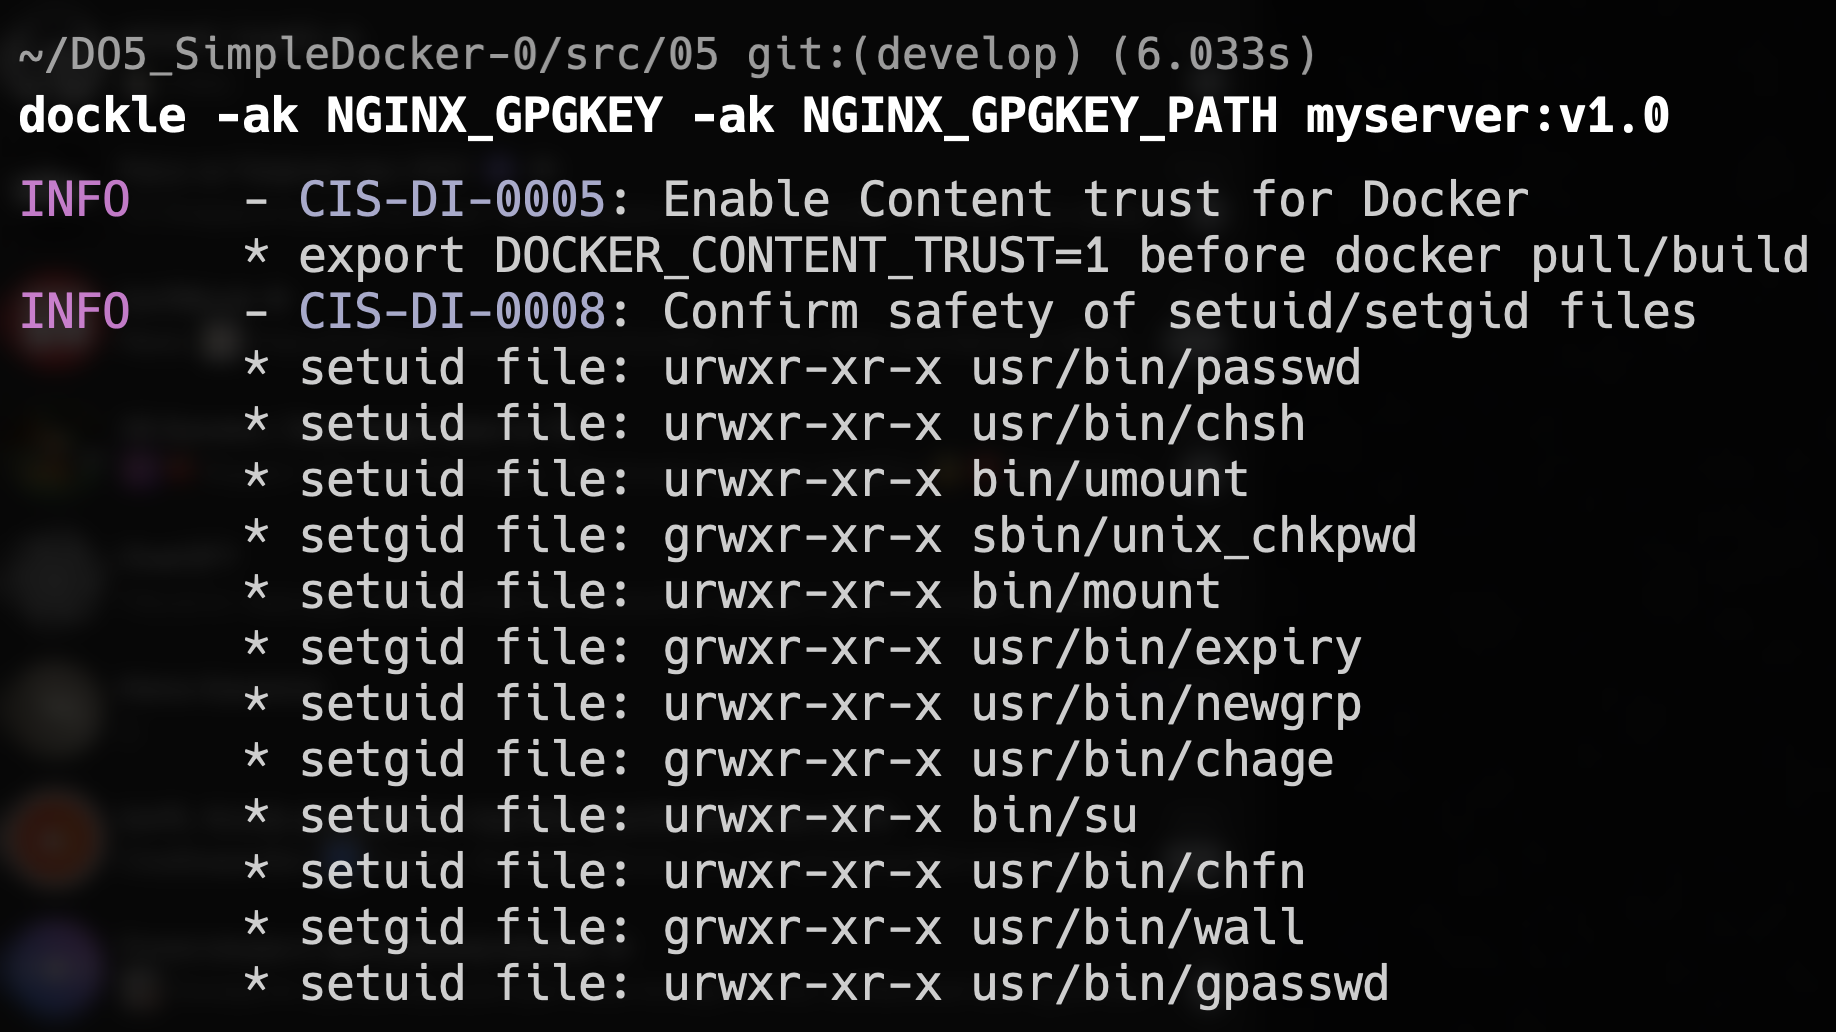 ~/DO5_SimpleDocker-0/src/05 git:(develop) (6.033s)
dockle -ak NGINX_GPGKEY -ak NGINX_GPGKEY_PATH myserver:v1.0
INFO - CIS-DI-0005: Enable Content trust for Docker
* export DOCKER_CONTENT_TRUST=1 before docker pull/build
INFO - CIS-DI-0008: Confirm safety of setuid/setgid files
* setuid file: urwxr-xr-x usr/bin/passwd
* setuid file: urwxr-xr-x usr/bin/chsh
* setuid file: urwxr-xr-x bin/umount
* setgid file: grwxr-xr-x sbin/unix_chkpwd
* setuid file: urwxr-xr-x bin/mount
* setgid file: grwxr-xr-x usr/bin/expiry
* setuid file: urwxr-xr-x usr/bin/newgrp
* setgid file: grwxr-xr-x usr/bin/chage
* setuid file: urwxr-xr-x bin/su
* setuid file: urwxr-xr-x usr/bin/chfn
* setgid file: grwxr-xr-x usr/bin/wall
* setuid file: urwxr-xr-x usr/bin/gpasswd